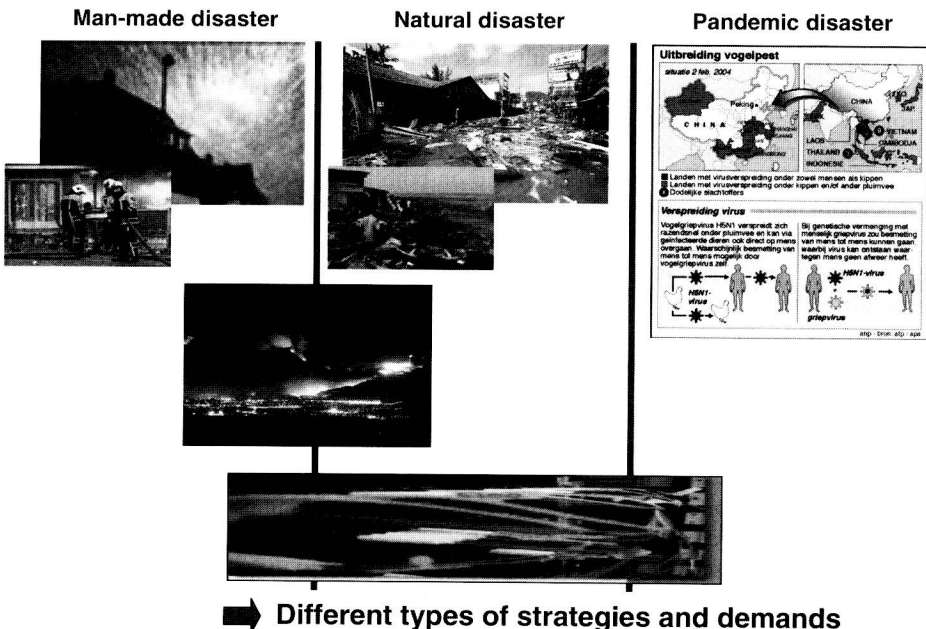 Man-made disaster
Natural disaster
Pandemic disaster
Uitbreiding vogelpest
situatie 2 feb. 2004
Peking
CHINA
CHINA
JAP.
LAOS
VIETNAM
THAILAND
CAMBODJA
INDONESIE
Landen met virusverspreiding onder zowel mensen als kippen
Landen met virusverspreiding onder kippen en/of ander pluimvee
Dodelijke slachtoffers
Verspreiding virus
Vogelgriepvirus H5N1 verspreidt zich
razendsnel onder pluimvee en kan via
geïnfecteerde dieren ook direct op mens
overgaan. Waarschijnlijk besmetting van
mens tot mens mogelijk door
vogelgriepvirus zelf
H5N1-
virus
Bij genetische vermenging met
menselijk griepvirus zou besmetting
van mens tot mens kunnen gaan,
waarbij virus kan ontstaan waar-
tegen mens geen afweer heeft.
H5N1-virus
+
griepvirus
anp - bron: afp - apa
Different types of strategies and demands